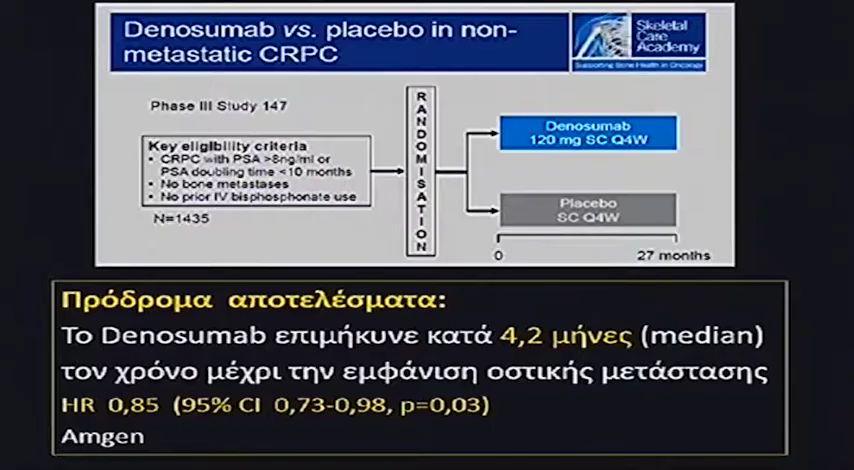 Denosumab vs. placebo in non-
metastatic CRPC
Skeletal
Care
Academy
Supporting Bone Health in Oncology
Phase III Study 147
Key eligibility criteria
• CRPC with PSA >8ng/ml or
PSA doubling time <10 months
• No bone metastases
• No prior IV bisphosphonate use
N=1435
RANDOMISATION
Denosumab
120 mg SC Q4W
Placebo
SC Q4W
0
27 months
Πρόδρομα αποτελέσματα:
Το Denosumab επιμήκυνε κατά 4,2 μήνες (median)
τον χρόνο μέχρι την εμφάνιση οστικής μετάστασης
HR 0,85 (95% CI 0,73-0,98, p=0,03)
Amgen